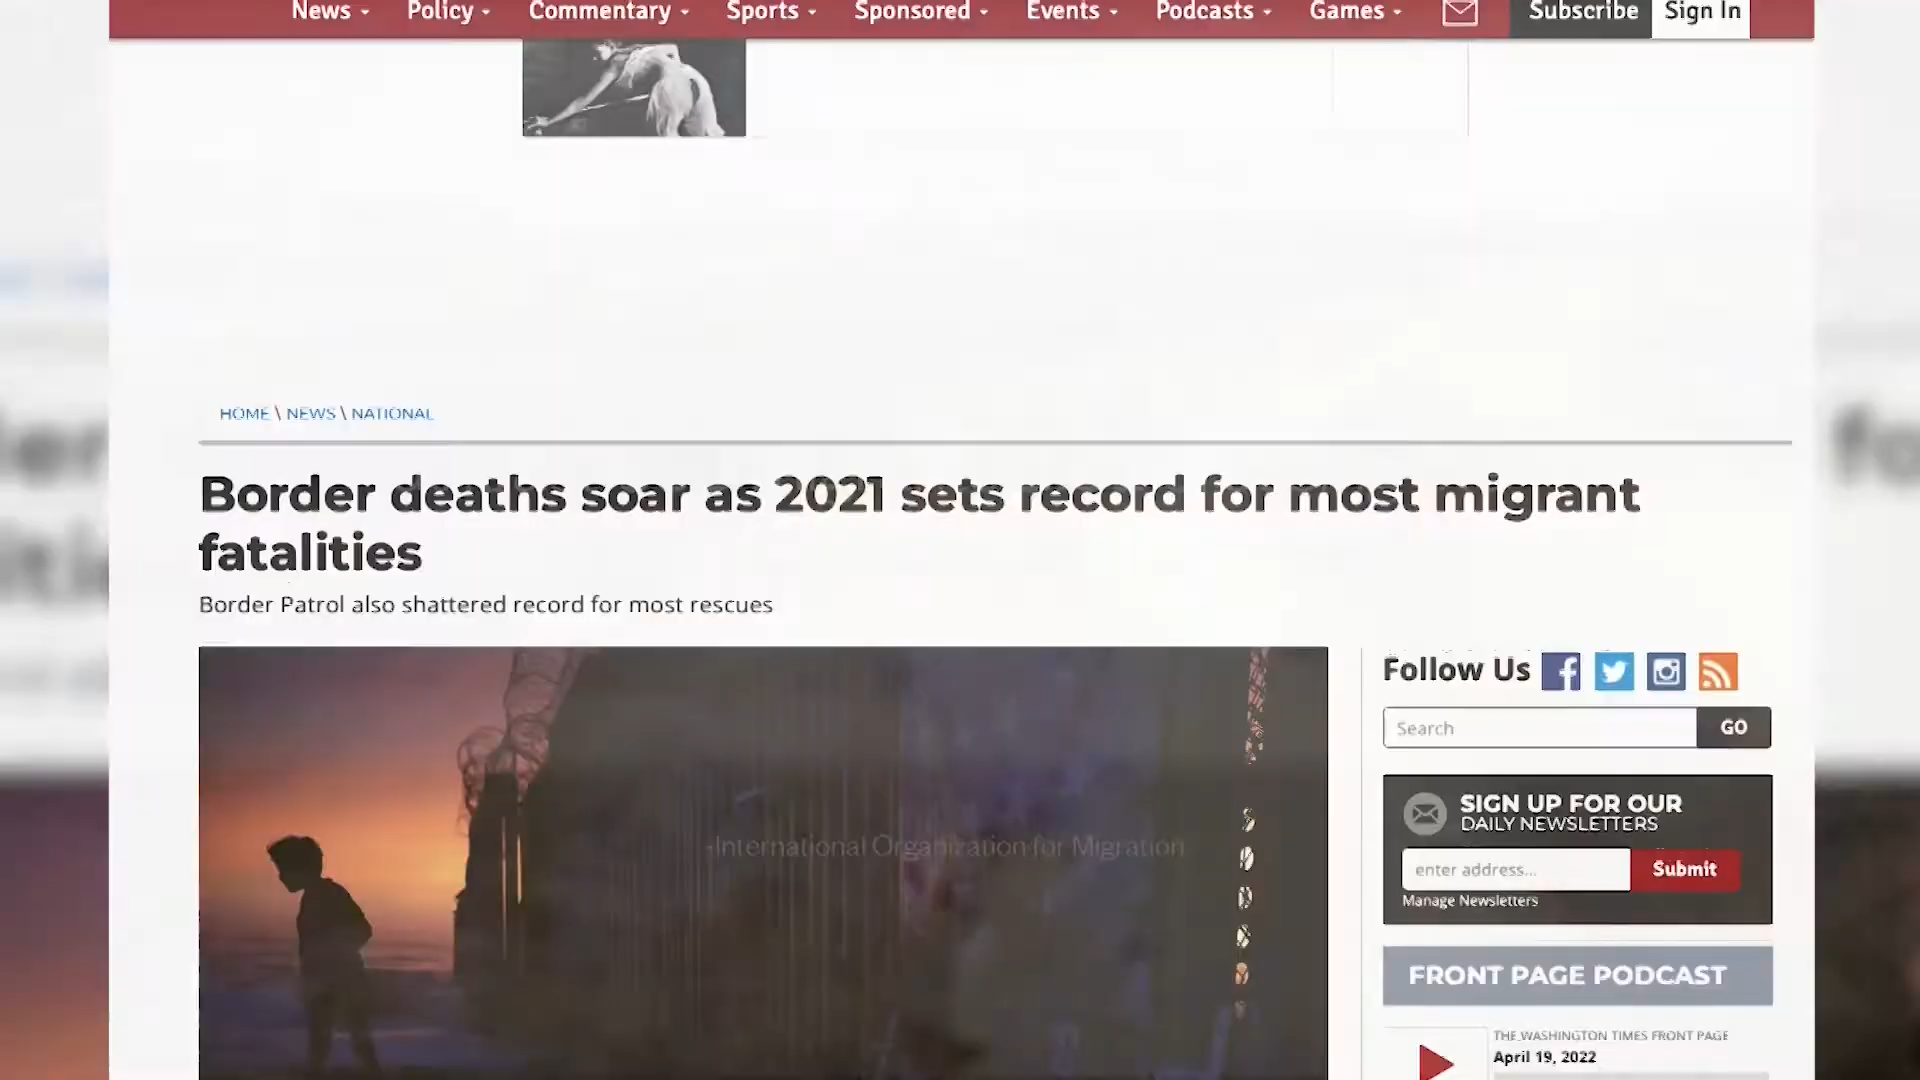 News Policy Commentary Sports Sponsored Events Podcasts Games Subscribe Sign In
HOME \ NEWS \ NATIONAL
Border deaths soar as 2021 sets record for most migrant
fatalities
Border Patrol also shattered record for most rescues
Follow Us
Search GO
SIGN UP FOR OUR
DAILY NEWSLETTERS
enter address... Submit
Manage Newsletters
-International Organization for Migration
FRONT PAGE PODCAST
THE WASHINGTON TIMES FRONT PAGE
April 19, 2022